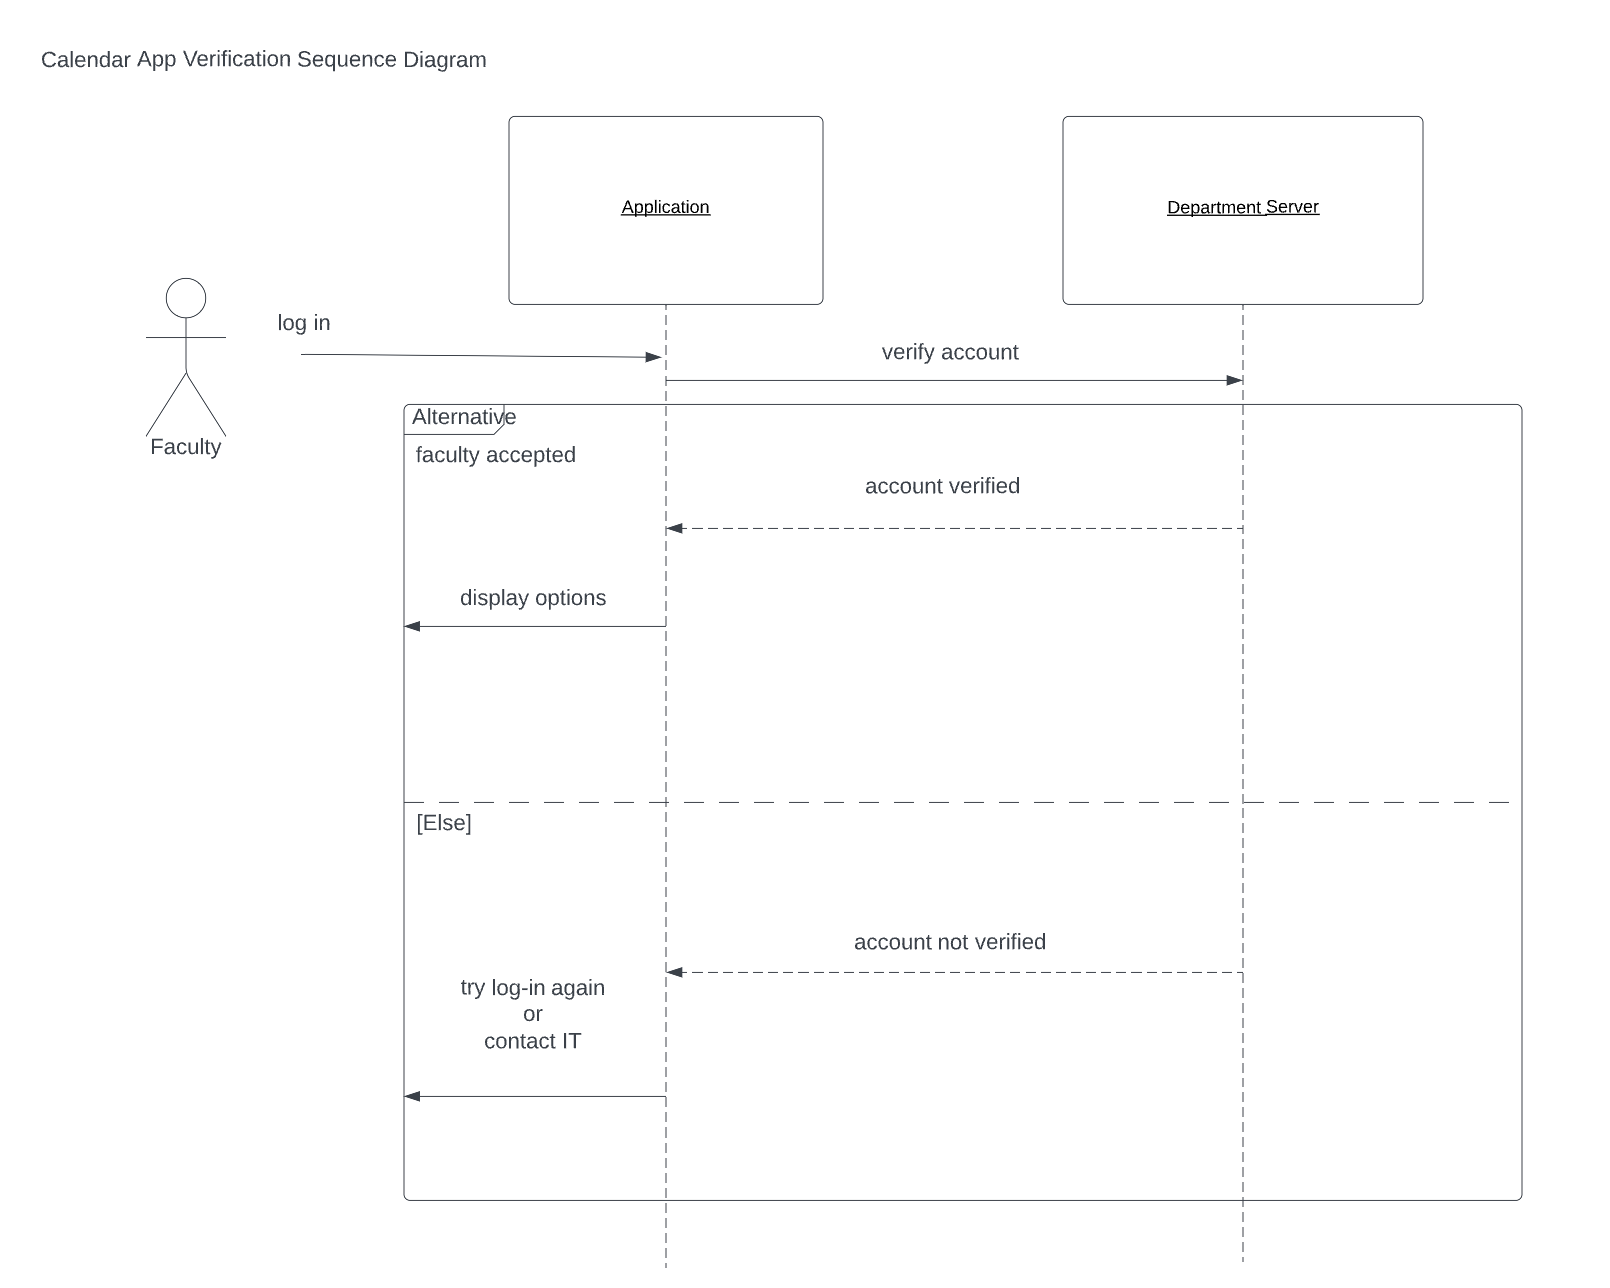 Calendar App Verification Sequence Diagram
Application
Department Server
log in
verify account
Faculty
Alternative
faculty accepted
account verified
display options
[Else]
account not verified
try log-in again
or
contact IT